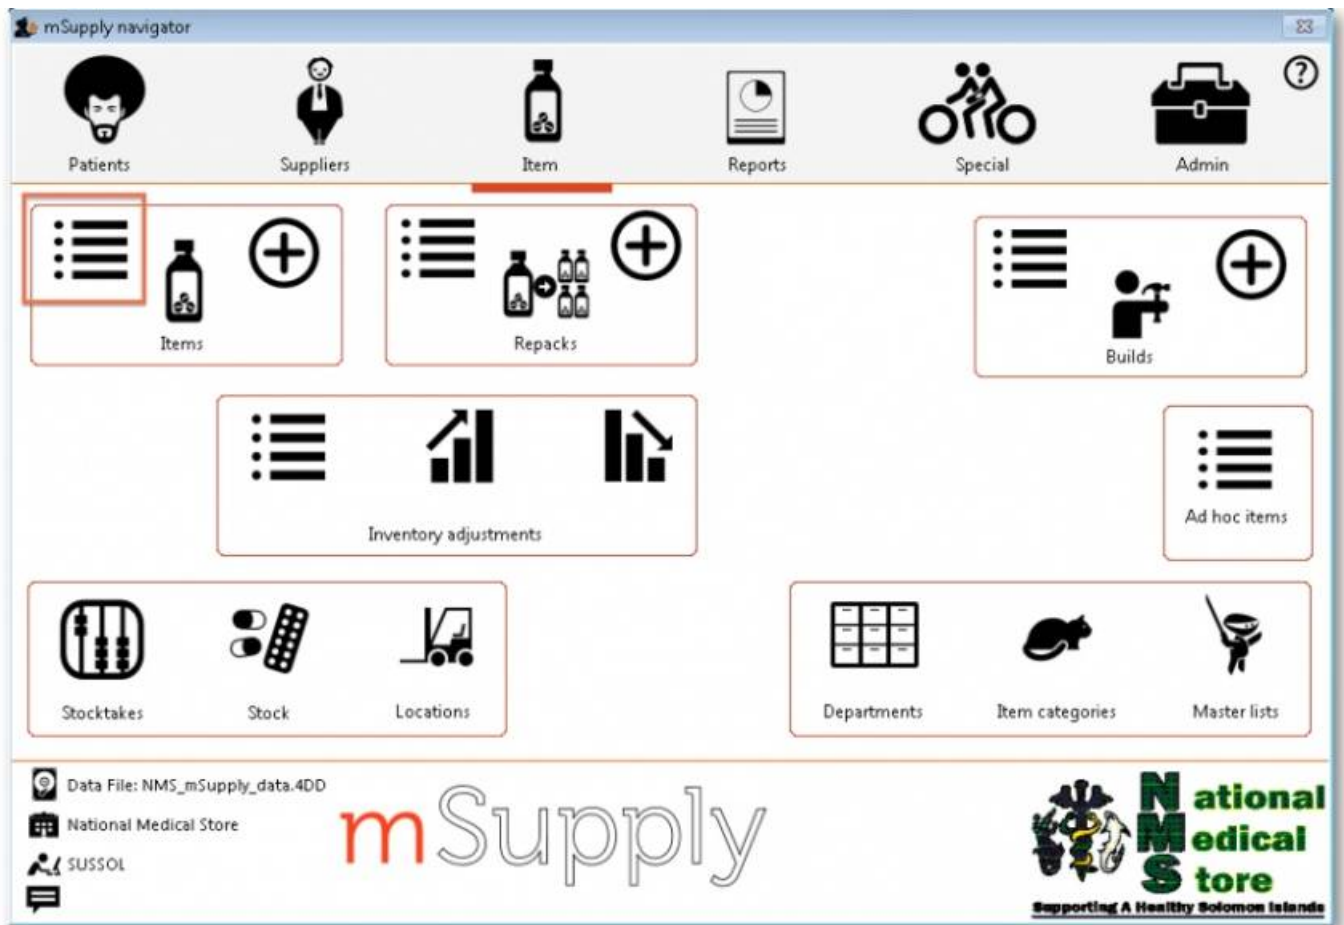 mSupply navigator
Patients
Suppliers
Item
Reports
Special
Admin
?
Items
Repacks
Builds
Inventory adjustments
Ad hoc items
Stocktakes
Stock
Locations
Departments
Item categories
Master lists
Data File: NMS_mSupply_data.4DD
National Medical Store
SUSSOL
mSupply
National
Medical
Store
Supporting A Healthy Solomon Islands